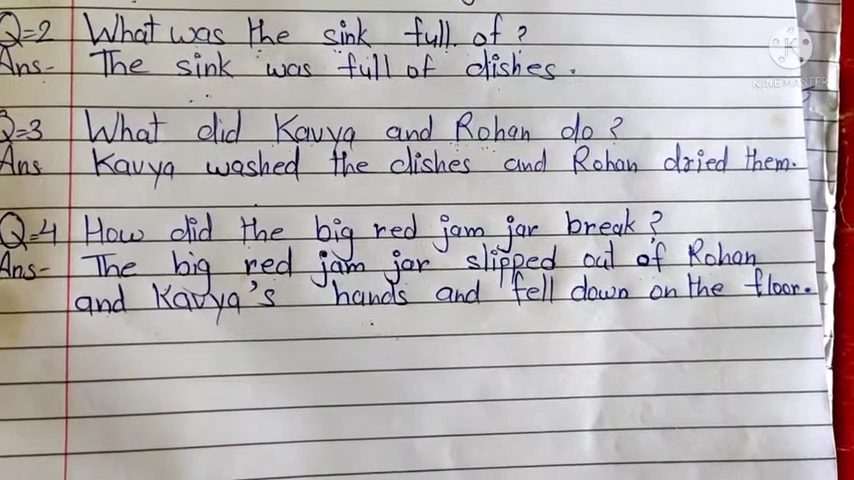 Q=2 What was the sink full of?
Ans- The sink was full of dishes.
Q=3 What did Kavya and Rohan do?
Ans Kavya washed the dishes and Rohan dried them.
Q=4 How did the big red jam jar break?
Ans- The big red jam jar slipped out of Rohan
and Kavya's hands and fell down on the floor.
K
KINEMASTER